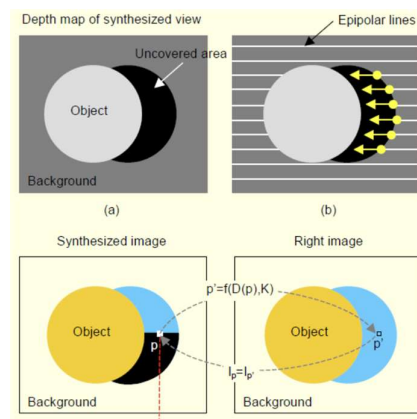 Depth map of synthesized view
Epipolar lines
Uncovered area
Object
Background
Background
(a)
(b)
Synthesized image
Right image
p'=f(D(p),K)
Object
p
Object
p'
Ip=Ip'
Background
Background